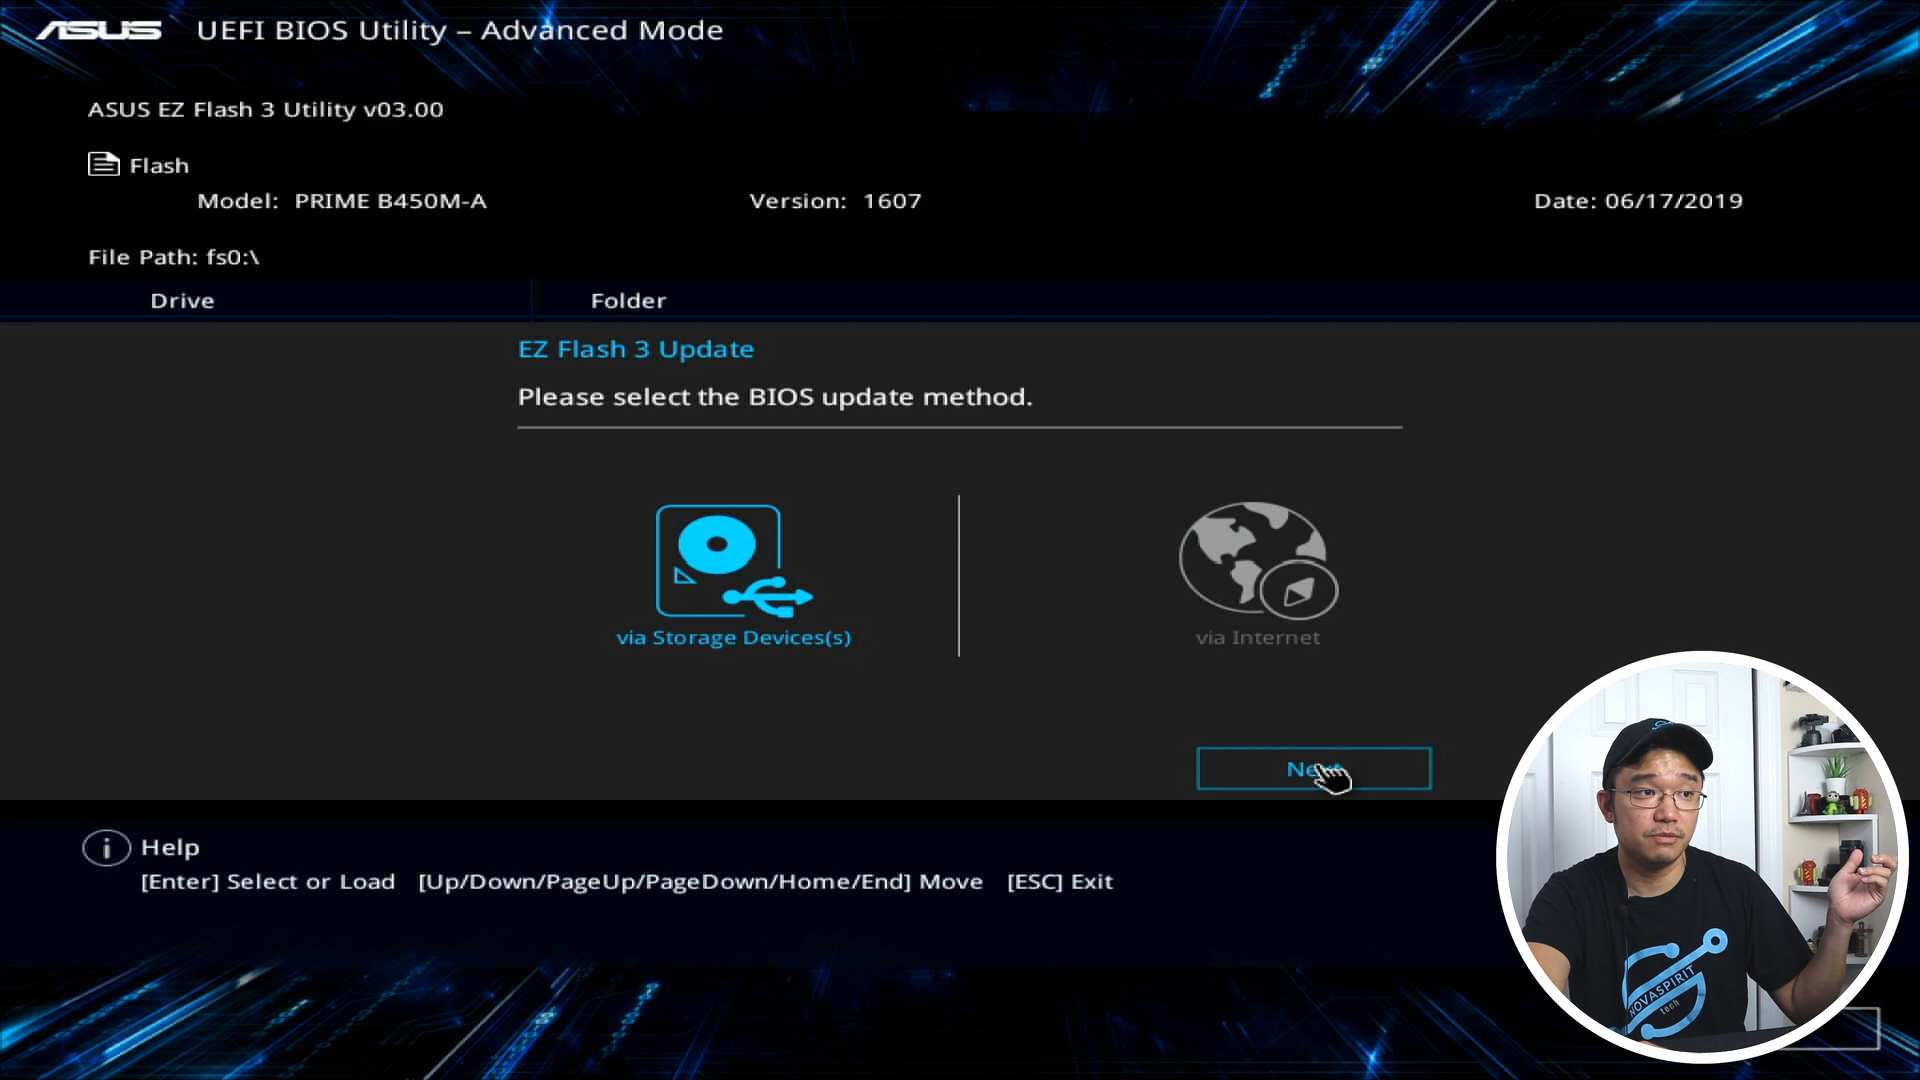 ASUS UEFI BIOS Utility – Advanced Mode
ASUS EZ Flash 3 Utility v03.00
Flash
Model: PRIME B450M-A Version: 1607 Date: 06/17/2019
File Path: fs0:\
Drive Folder
EZ Flash 3 Update
Please select the BIOS update method.
via Storage Devices(s) via Internet
Next
Help
[Enter] Select or Load [Up/Down/PageUp/PageDown/Home/End] Move [ESC] Exit
NOVASPIRIT
tech